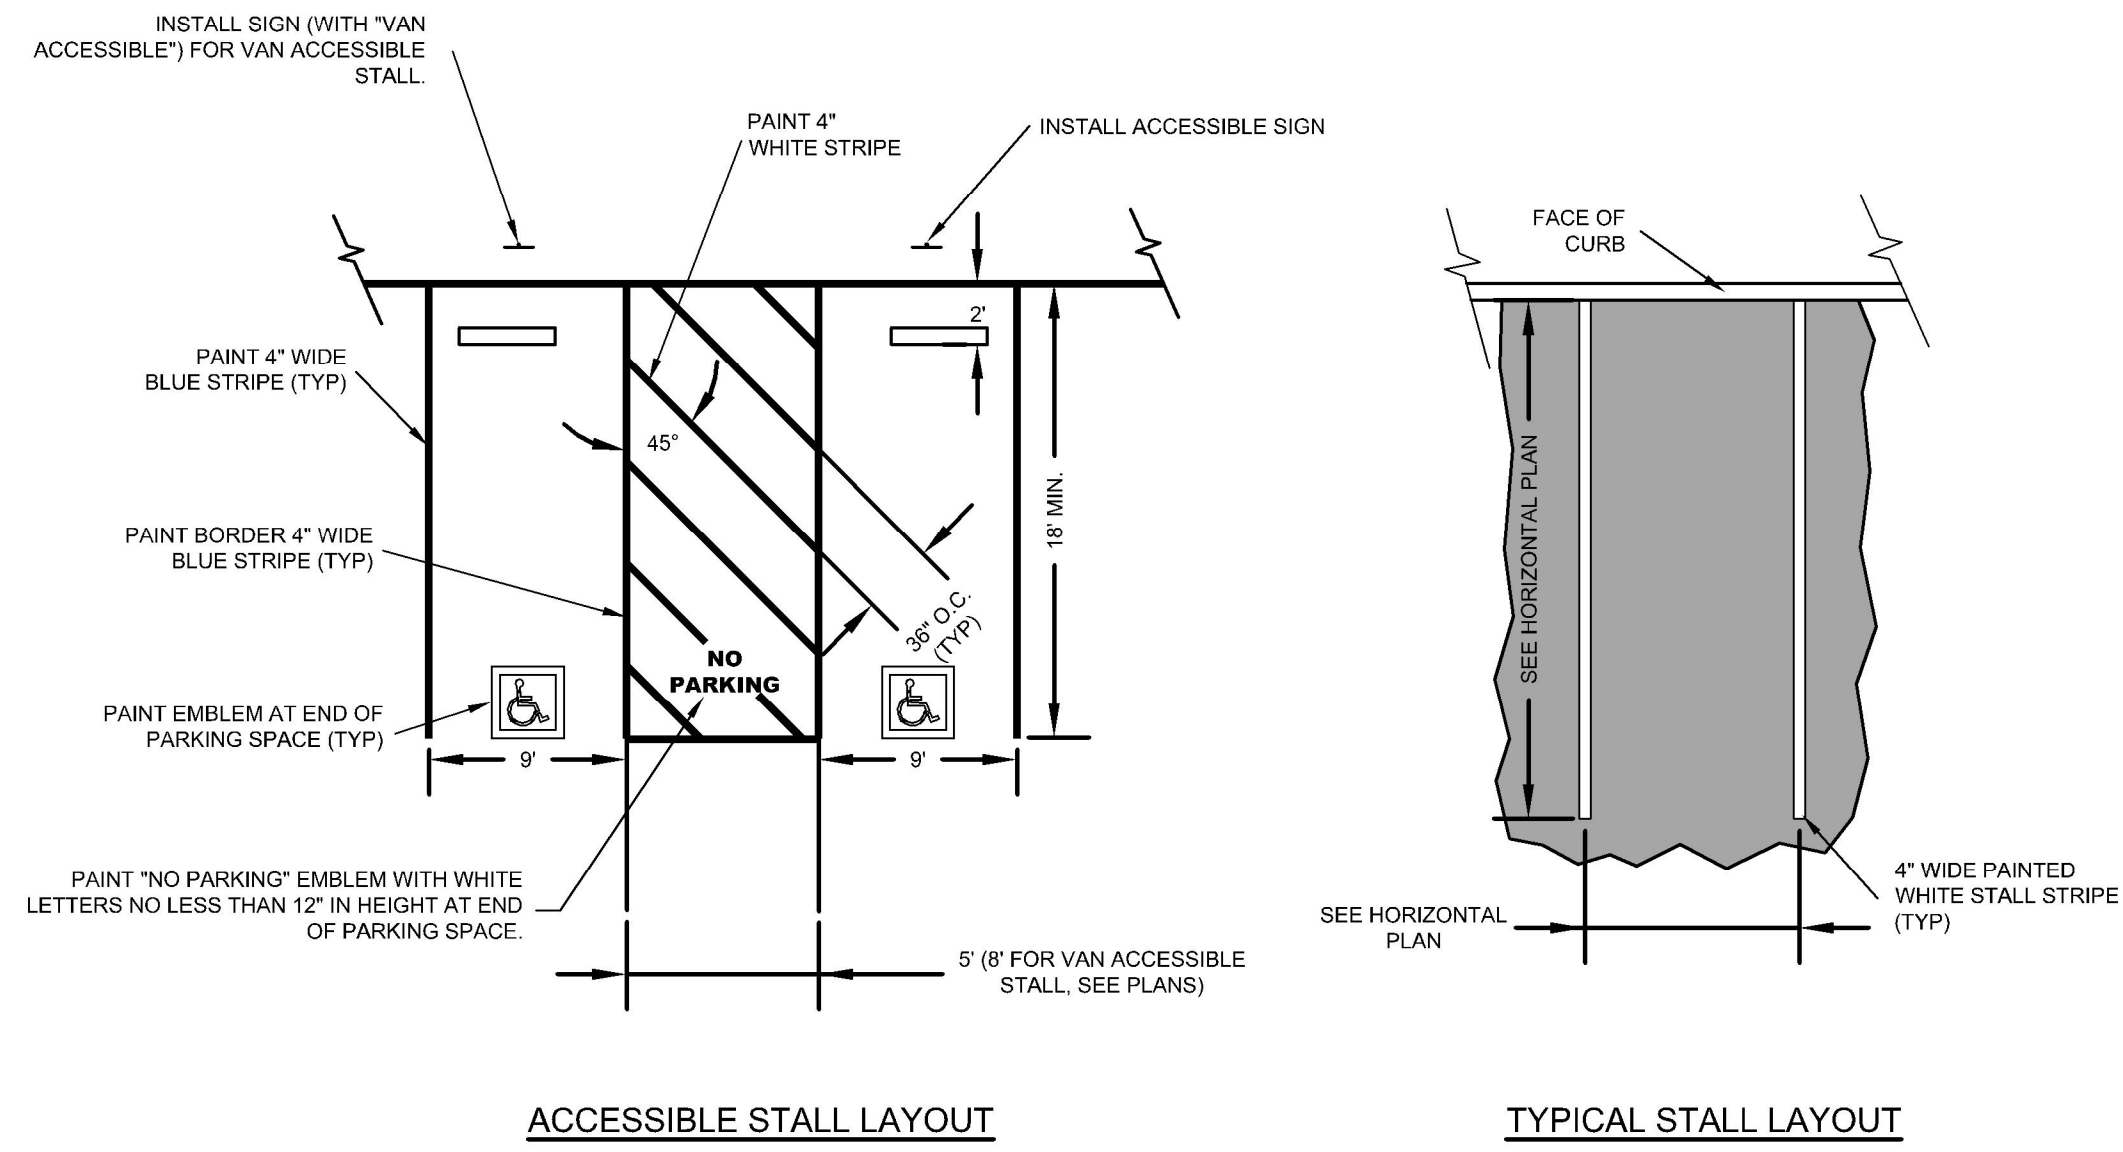 INSTALL SIGN (WITH "VAN
ACCESSIBLE") FOR VAN ACCESSIBLE
STALL.
PAINT 4"
WHITE STRIPE
INSTALL ACCESSIBLE SIGN
2'
PAINT 4" WIDE
BLUE STRIPE (TYP)
45°
18' MIN.
PAINT BORDER 4" WIDE
BLUE STRIPE (TYP)
36" O.C.
(TYP)
NO
PARKING
PAINT EMBLEM AT END OF
PARKING SPACE (TYP)
9'
9'
PAINT "NO PARKING" EMBLEM WITH WHITE
LETTERS NO LESS THAN 12" IN HEIGHT AT END
OF PARKING SPACE.
5' (8' FOR VAN ACCESSIBLE
STALL, SEE PLANS)
ACCESSIBLE STALL LAYOUT
FACE OF
CURB
SEE HORIZONTAL PLAN
4" WIDE PAINTED
WHITE STALL STRIPE
(TYP)
SEE HORIZONTAL
PLAN
TYPICAL STALL LAYOUT